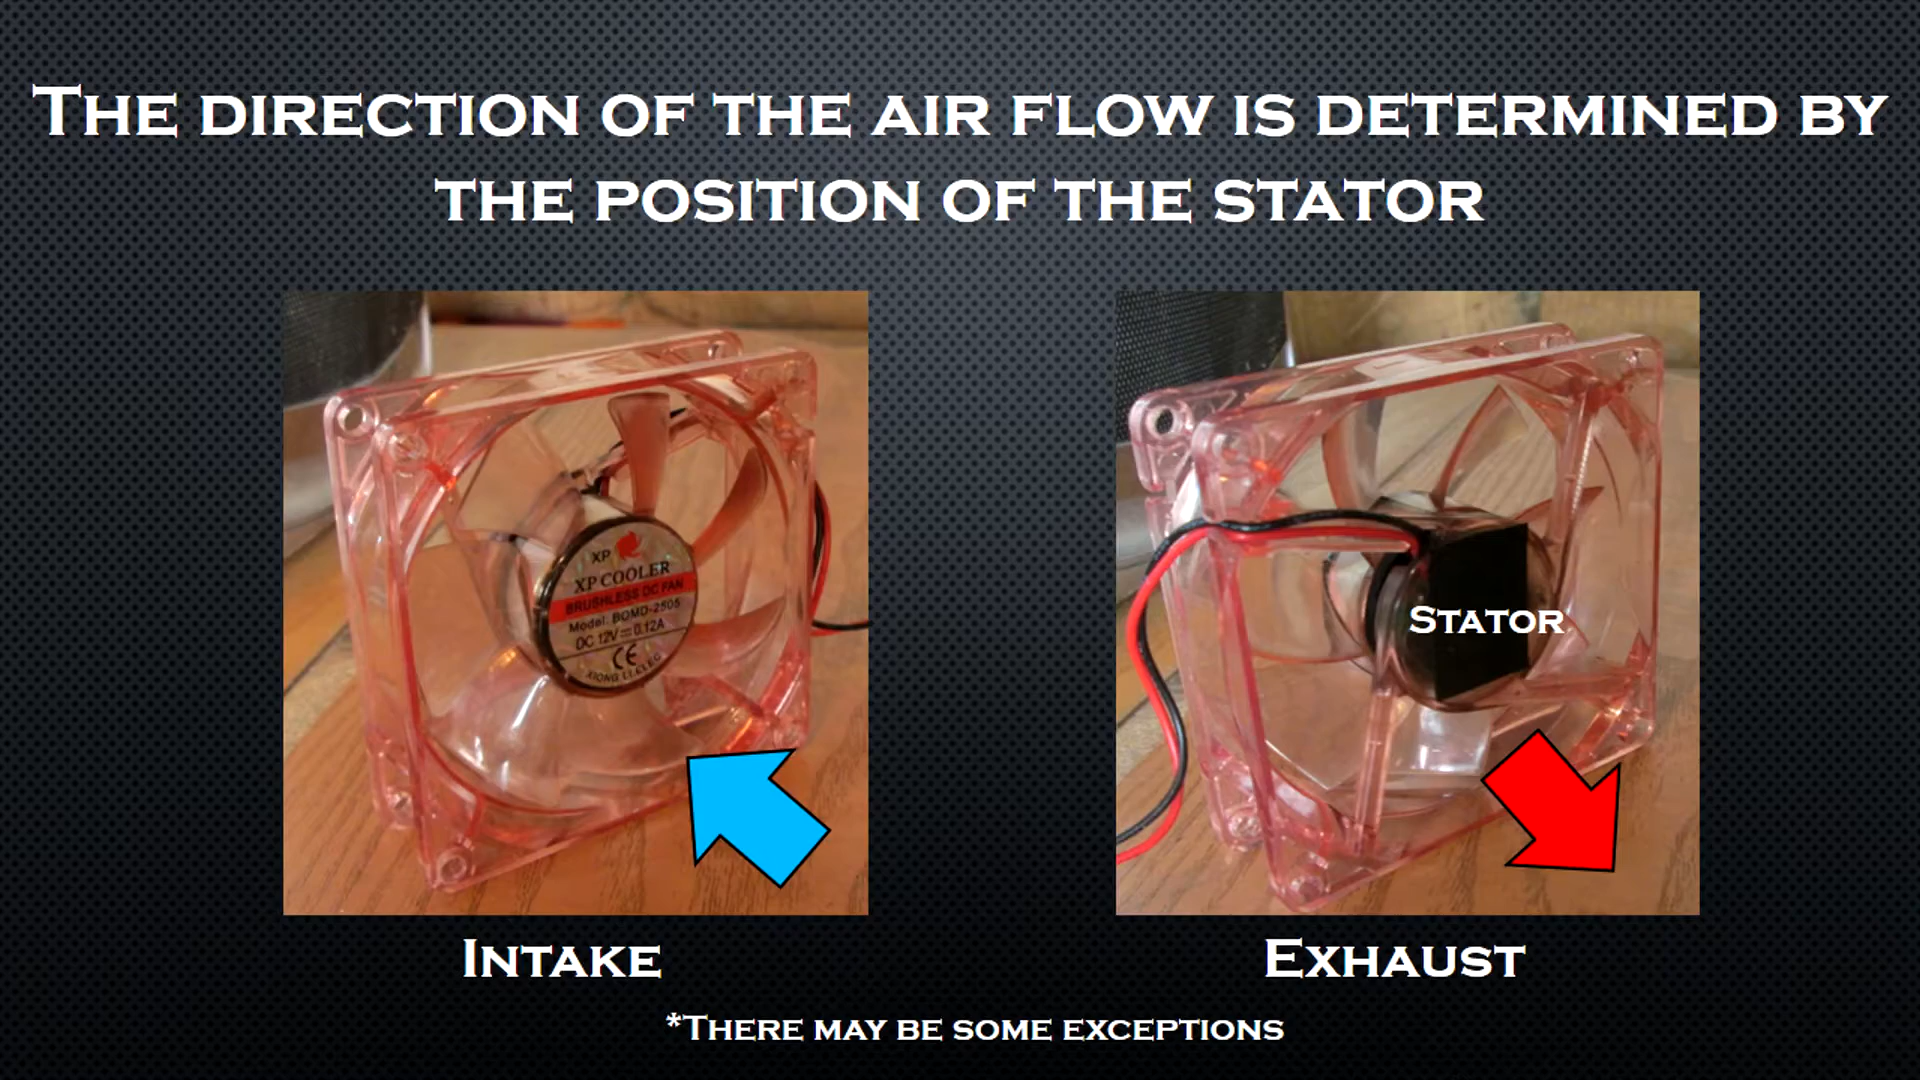 The direction of the air flow is determined by
the position of the stator
XP
XP COOLER
BRUSHLESS DC FAN
Model: BOMD-2505
DC 12V⎓0.12A
CE
Stator
Intake
Exhaust
*There may be some exceptions